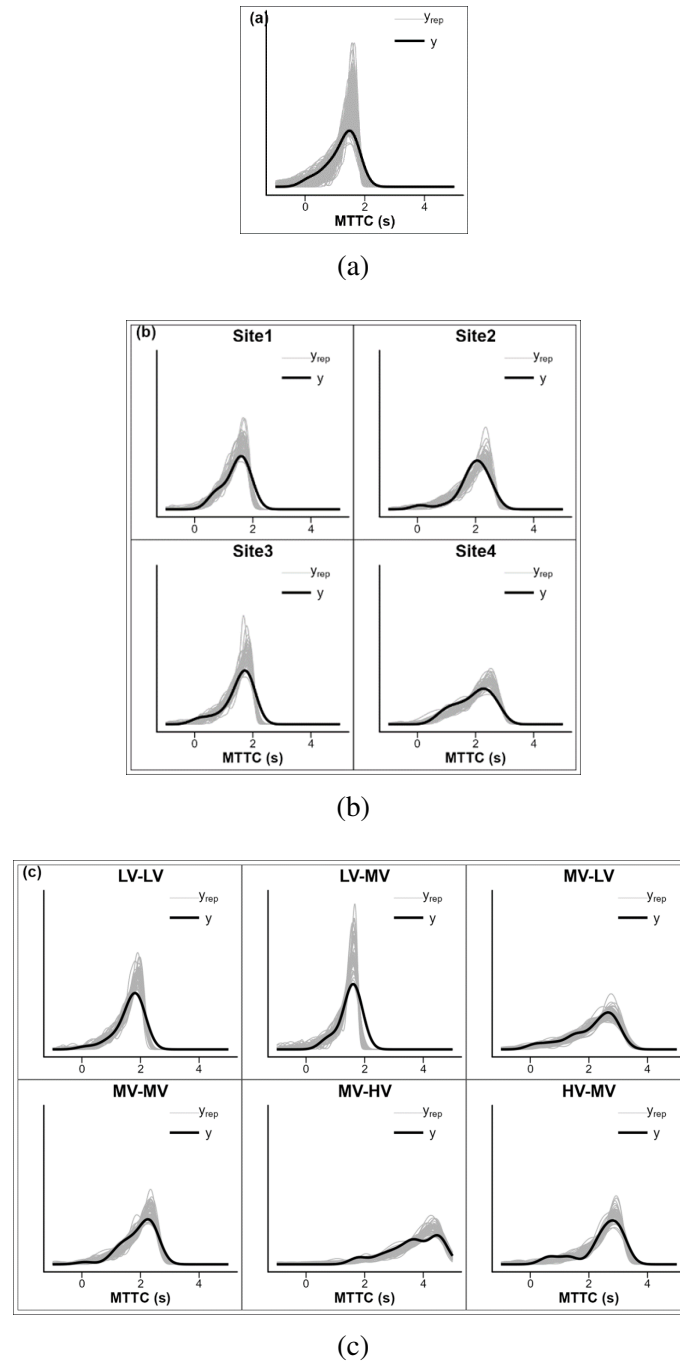 (a)
y_rep
y
0 2 4
MTTC (s)
(a)
(b)
Site1 Site2
y_rep y_rep
y y
0 2 4 0 2 4
Site3 Site4
y_rep y_rep
y y
0 2 4 0 2 4
MTTC (s) MTTC (s)
(b)
(c)
LV-LV LV-MV MV-LV
y_rep y_rep y_rep
y y y
0 2 4 0 2 4 0 2 4
MV-MV MV-HV HV-MV
y_rep y_rep y_rep
y y y
0 2 4 0 2 4 0 2 4
MTTC (s) MTTC (s) MTTC (s)
(c)